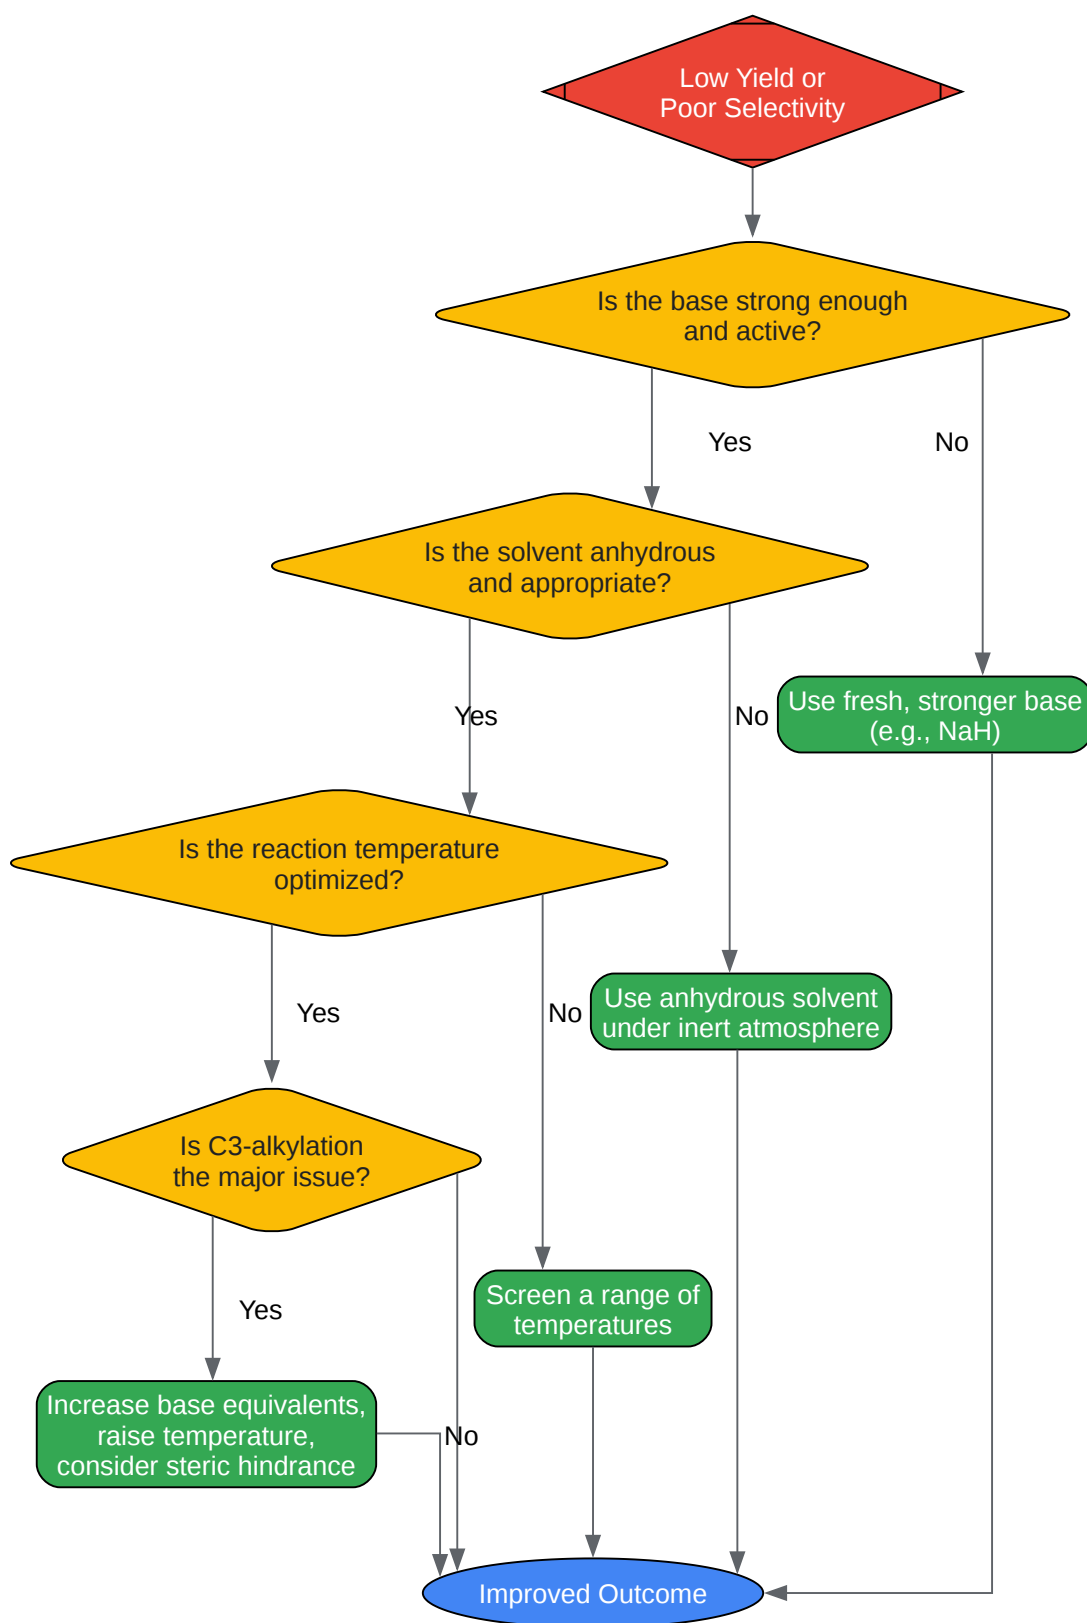 Low Yield or
Poor Selectivity
Is the base strong enough
and active?
Yes
No
Is the solvent anhydrous
and appropriate?
Use fresh, stronger base
(e.g., NaH)
Yes
No
Is the reaction temperature
optimized?
Use anhydrous solvent
under inert atmosphere
Yes
No
Is C3-alkylation
the major issue?
Screen a range of
temperatures
Yes
Increase base equivalents,
raise temperature,
consider steric hindrance
No
Improved Outcome